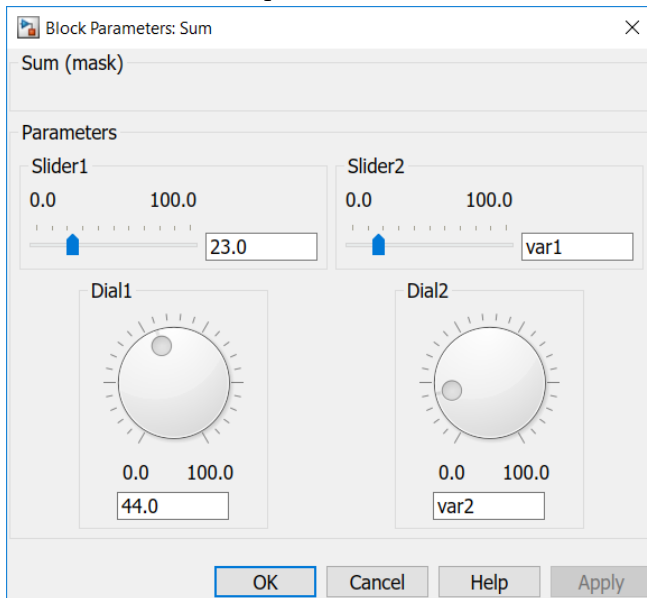 Block Parameters: Sum
Sum (mask)
Parameters
Slider1
0.0 100.0
23.0
Slider2
0.0 100.0
var1
Dial1
0.0 100.0
44.0
Dial2
0.0 100.0
var2
OK Cancel Help Apply